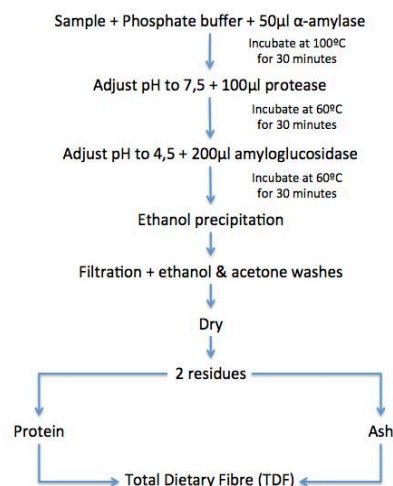 Sample + Phosphate buffer + 50µl α-amylase
Incubate at 100ºC
for 30 minutes
Adjust pH to 7,5 + 100µl protease
Incubate at 60ºC
for 30 minutes
Adjust pH to 4,5 + 200µl amyloglucosidase
Incubate at 60ºC
for 30 minutes
Ethanol precipitation
Filtration + ethanol & acetone washes
Dry
2 residues
Protein
Ash
Total Dietary Fibre (TDF)